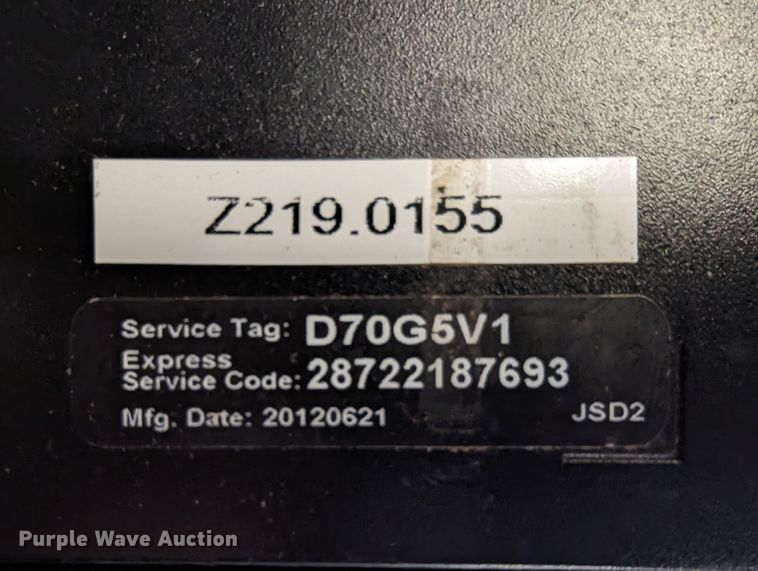 Z219.0155
Service Tag: D70G5V1
Express
Service Code: 28722187693
Mfg. Date: 20120621 JSD2
Purple Wave Auction